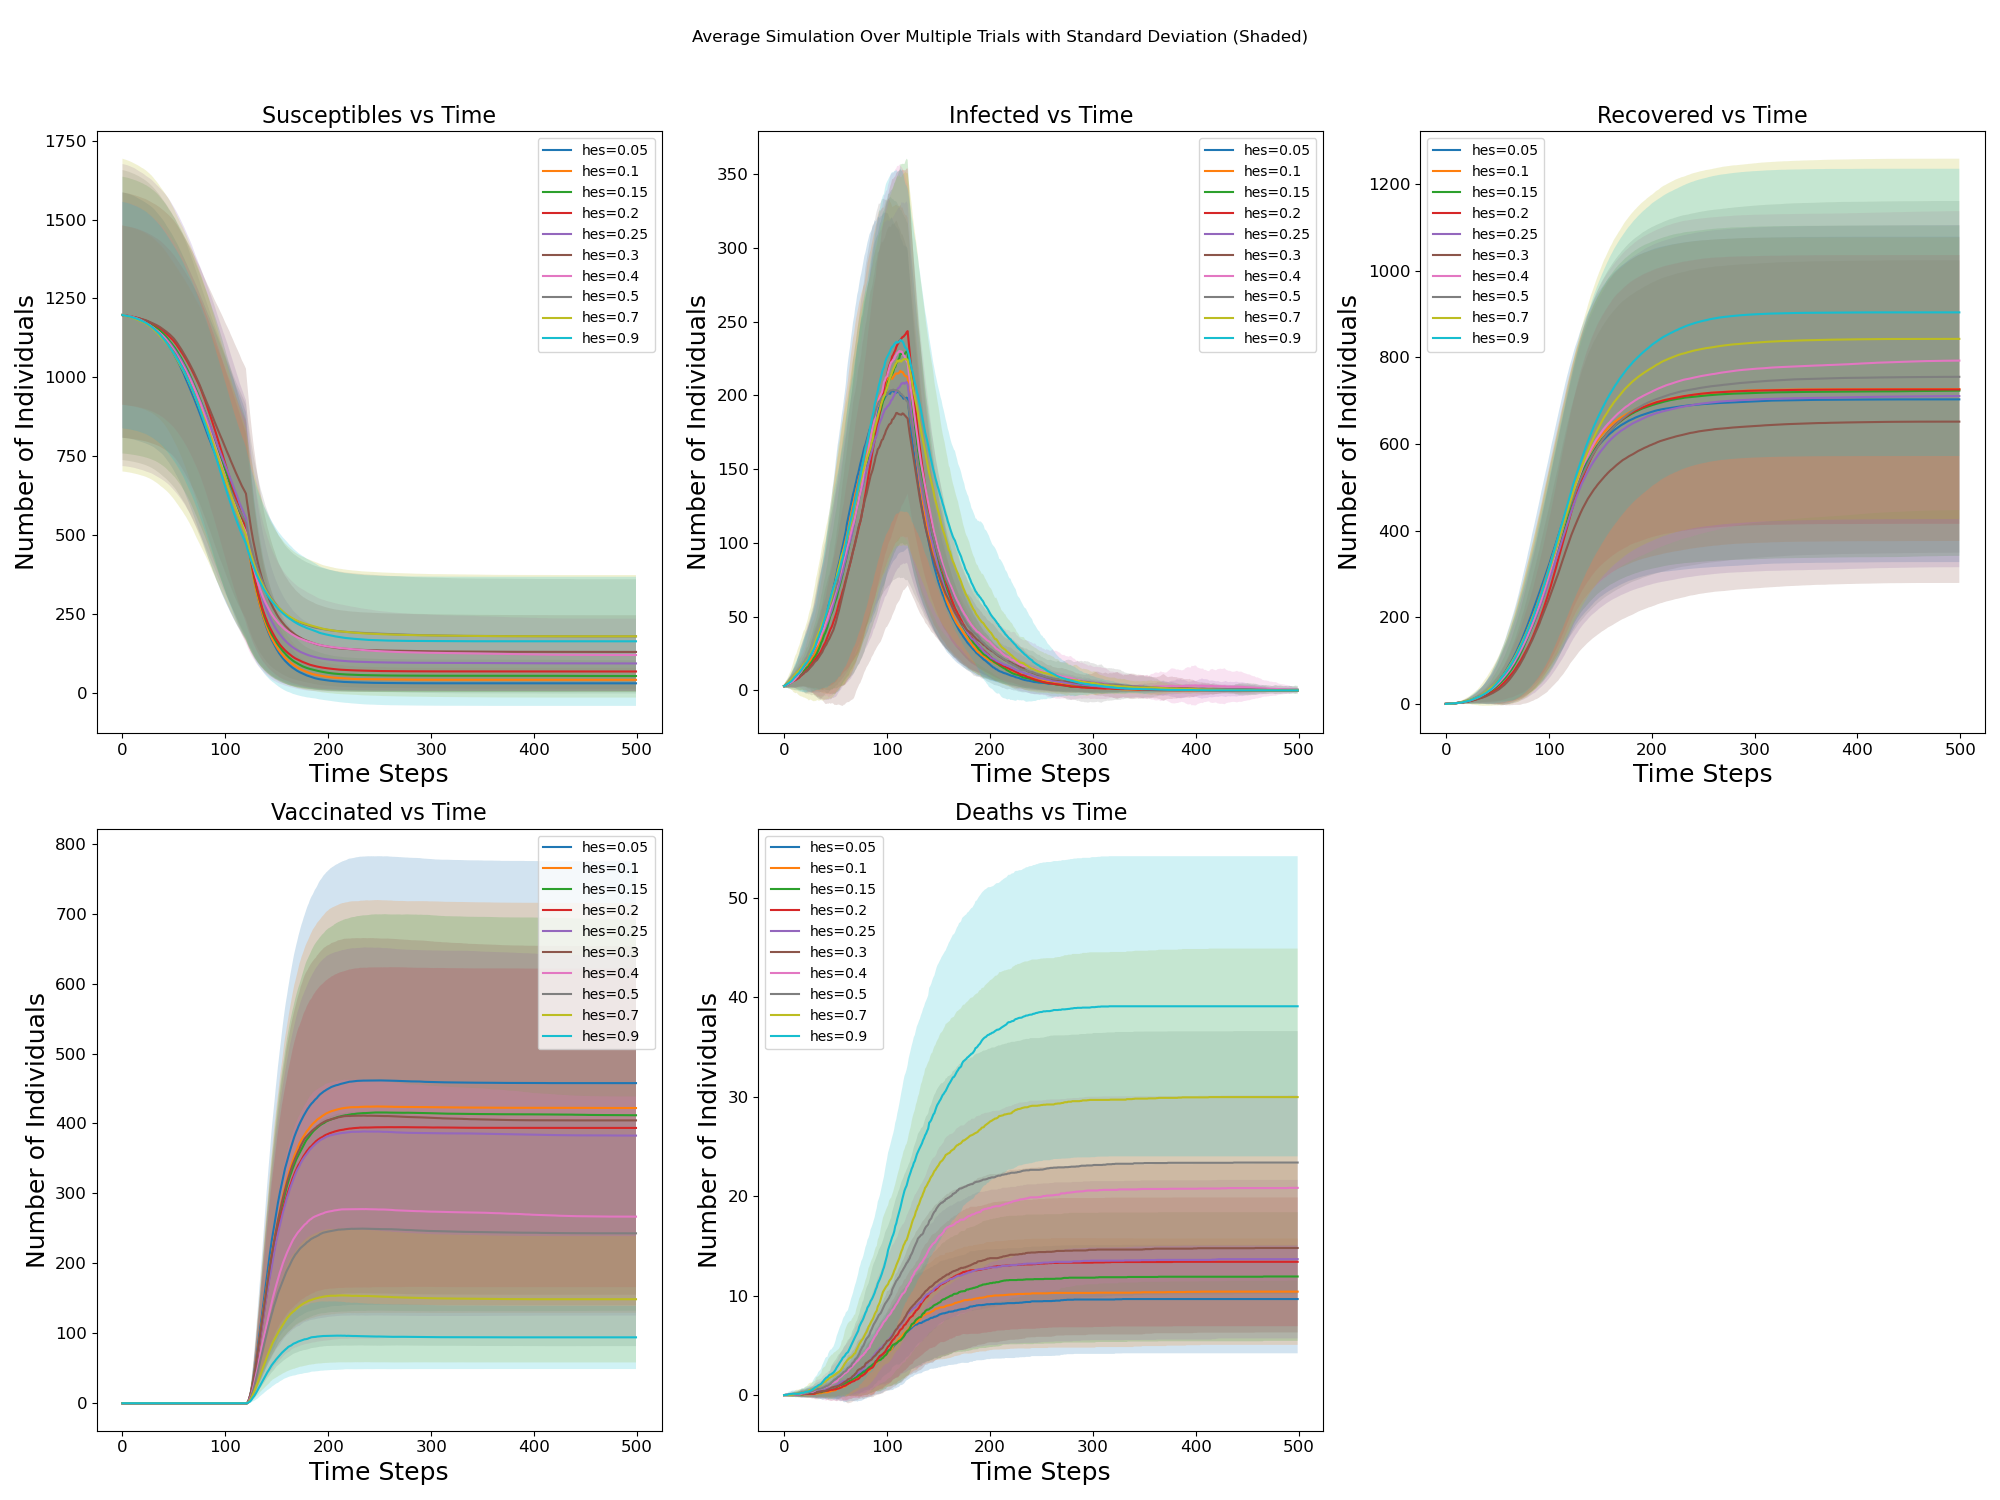 Average Simulation Over Multiple Trials with Standard Deviation (Shaded)
Susceptibles vs Time
Number of Individuals
1750
1500
1250
1000
750
500
250
0
0 100 200 300 400 500
Time Steps
hes=0.05
hes=0.1
hes=0.15
hes=0.2
hes=0.25
hes=0.3
hes=0.4
hes=0.5
hes=0.7
hes=0.9
Infected vs Time
Number of Individuals
350
300
250
200
150
100
50
0
0 100 200 300 400 500
Time Steps
hes=0.05
hes=0.1
hes=0.15
hes=0.2
hes=0.25
hes=0.3
hes=0.4
hes=0.5
hes=0.7
hes=0.9
Recovered vs Time
Number of Individuals
1200
1000
800
600
400
200
0
0 100 200 300 400 500
Time Steps
hes=0.05
hes=0.1
hes=0.15
hes=0.2
hes=0.25
hes=0.3
hes=0.4
hes=0.5
hes=0.7
hes=0.9
Vaccinated vs Time
Number of Individuals
800
700
600
500
400
300
200
100
0
0 100 200 300 400 500
Time Steps
hes=0.05
hes=0.1
hes=0.15
hes=0.2
hes=0.25
hes=0.3
hes=0.4
hes=0.5
hes=0.7
hes=0.9
Deaths vs Time
Number of Individuals
50
40
30
20
10
0
0 100 200 300 400 500
Time Steps
hes=0.05
hes=0.1
hes=0.15
hes=0.2
hes=0.25
hes=0.3
hes=0.4
hes=0.5
hes=0.7
hes=0.9